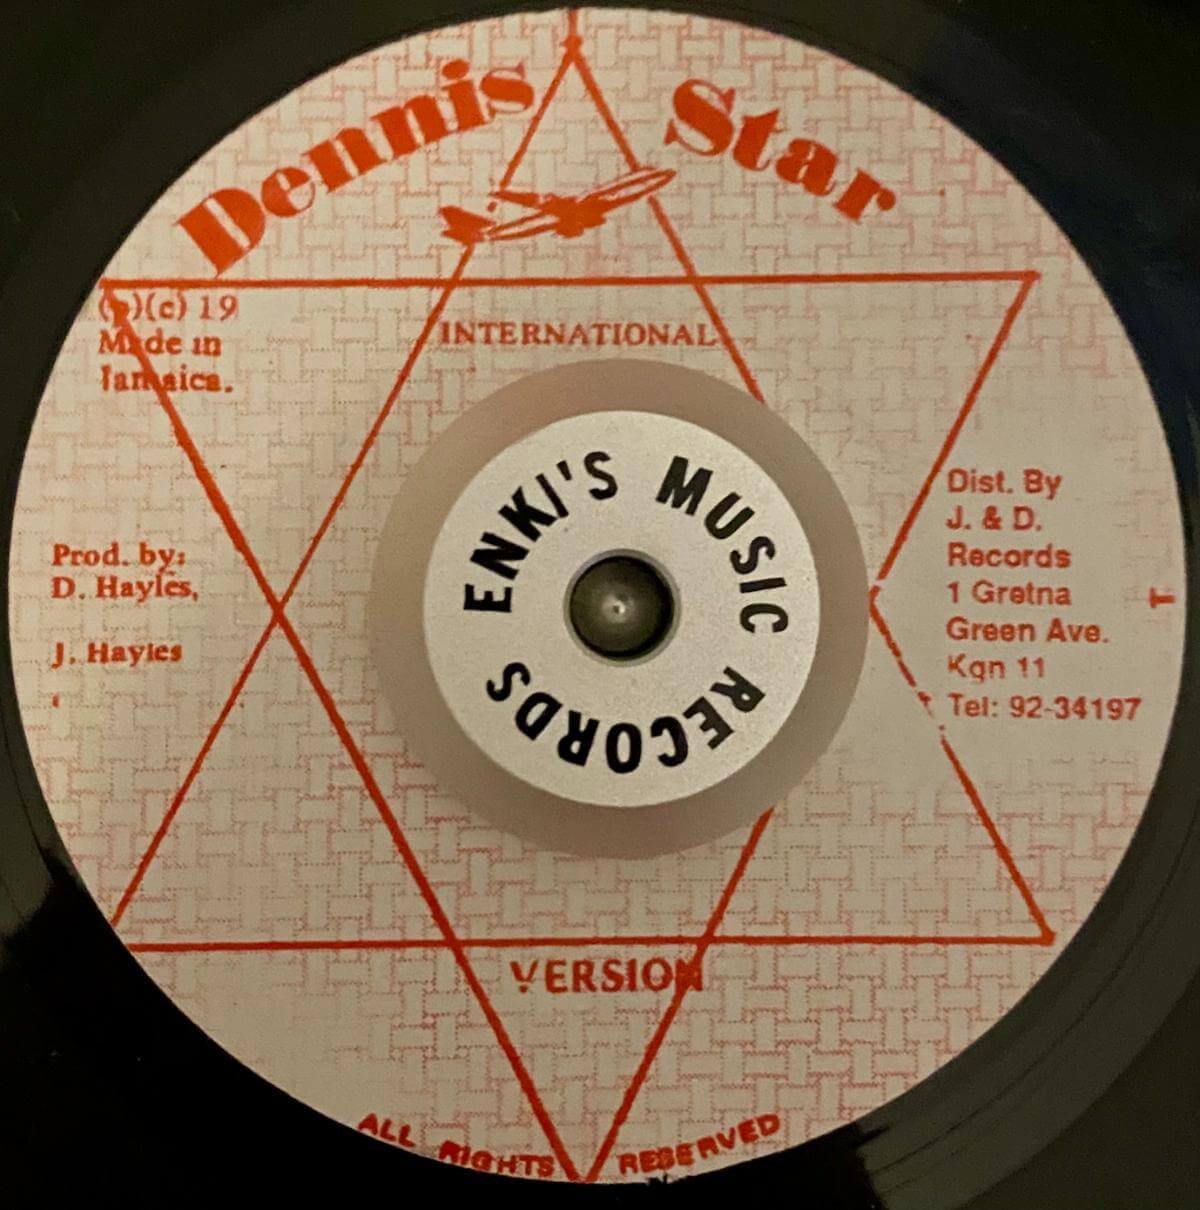 Dennis Star
(p)(c) 19
Made in
Jamaica.
INTERNATIONAL
ENKI'S MUSIC RECORDS
Prod. by:
D. Hayles,
J. Hayles
Dist. By
J. & D.
Records
1 Gretna
Green Ave.
Kgn 11
Tel: 92-34197
T
VERSION
ALL RIGHTS RESERVED